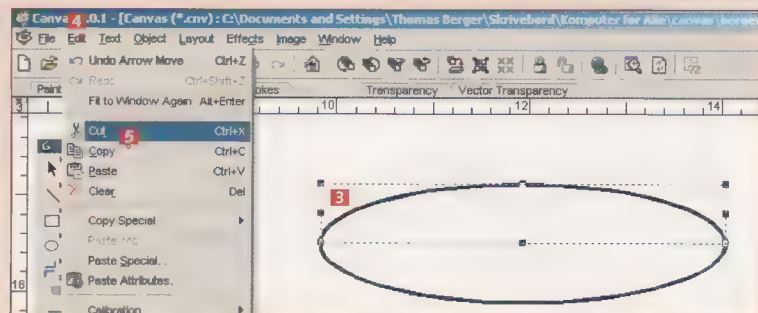 Canvas .0.1 - [Canvas (*.cnv) : C:\Documents and Settings\Thomas Berger\Skrivebord\Komputer for Alle\canvas
4
File Edit Text Object Layout Effects Image Window Help
Undo Arrow Move Ctrl+Z
Redo Ctrl+Shift+Z
Fit to Window Again Alt+Enter
Cut Ctrl+X
5
Copy Ctrl+C
Paste Ctrl+V
Clear Del
Copy Special
Paste Into
Paste Special..
Paste Attributes.
Calibration
Paint
okes
Transparency Vector Transparency
10 12 14
16
3